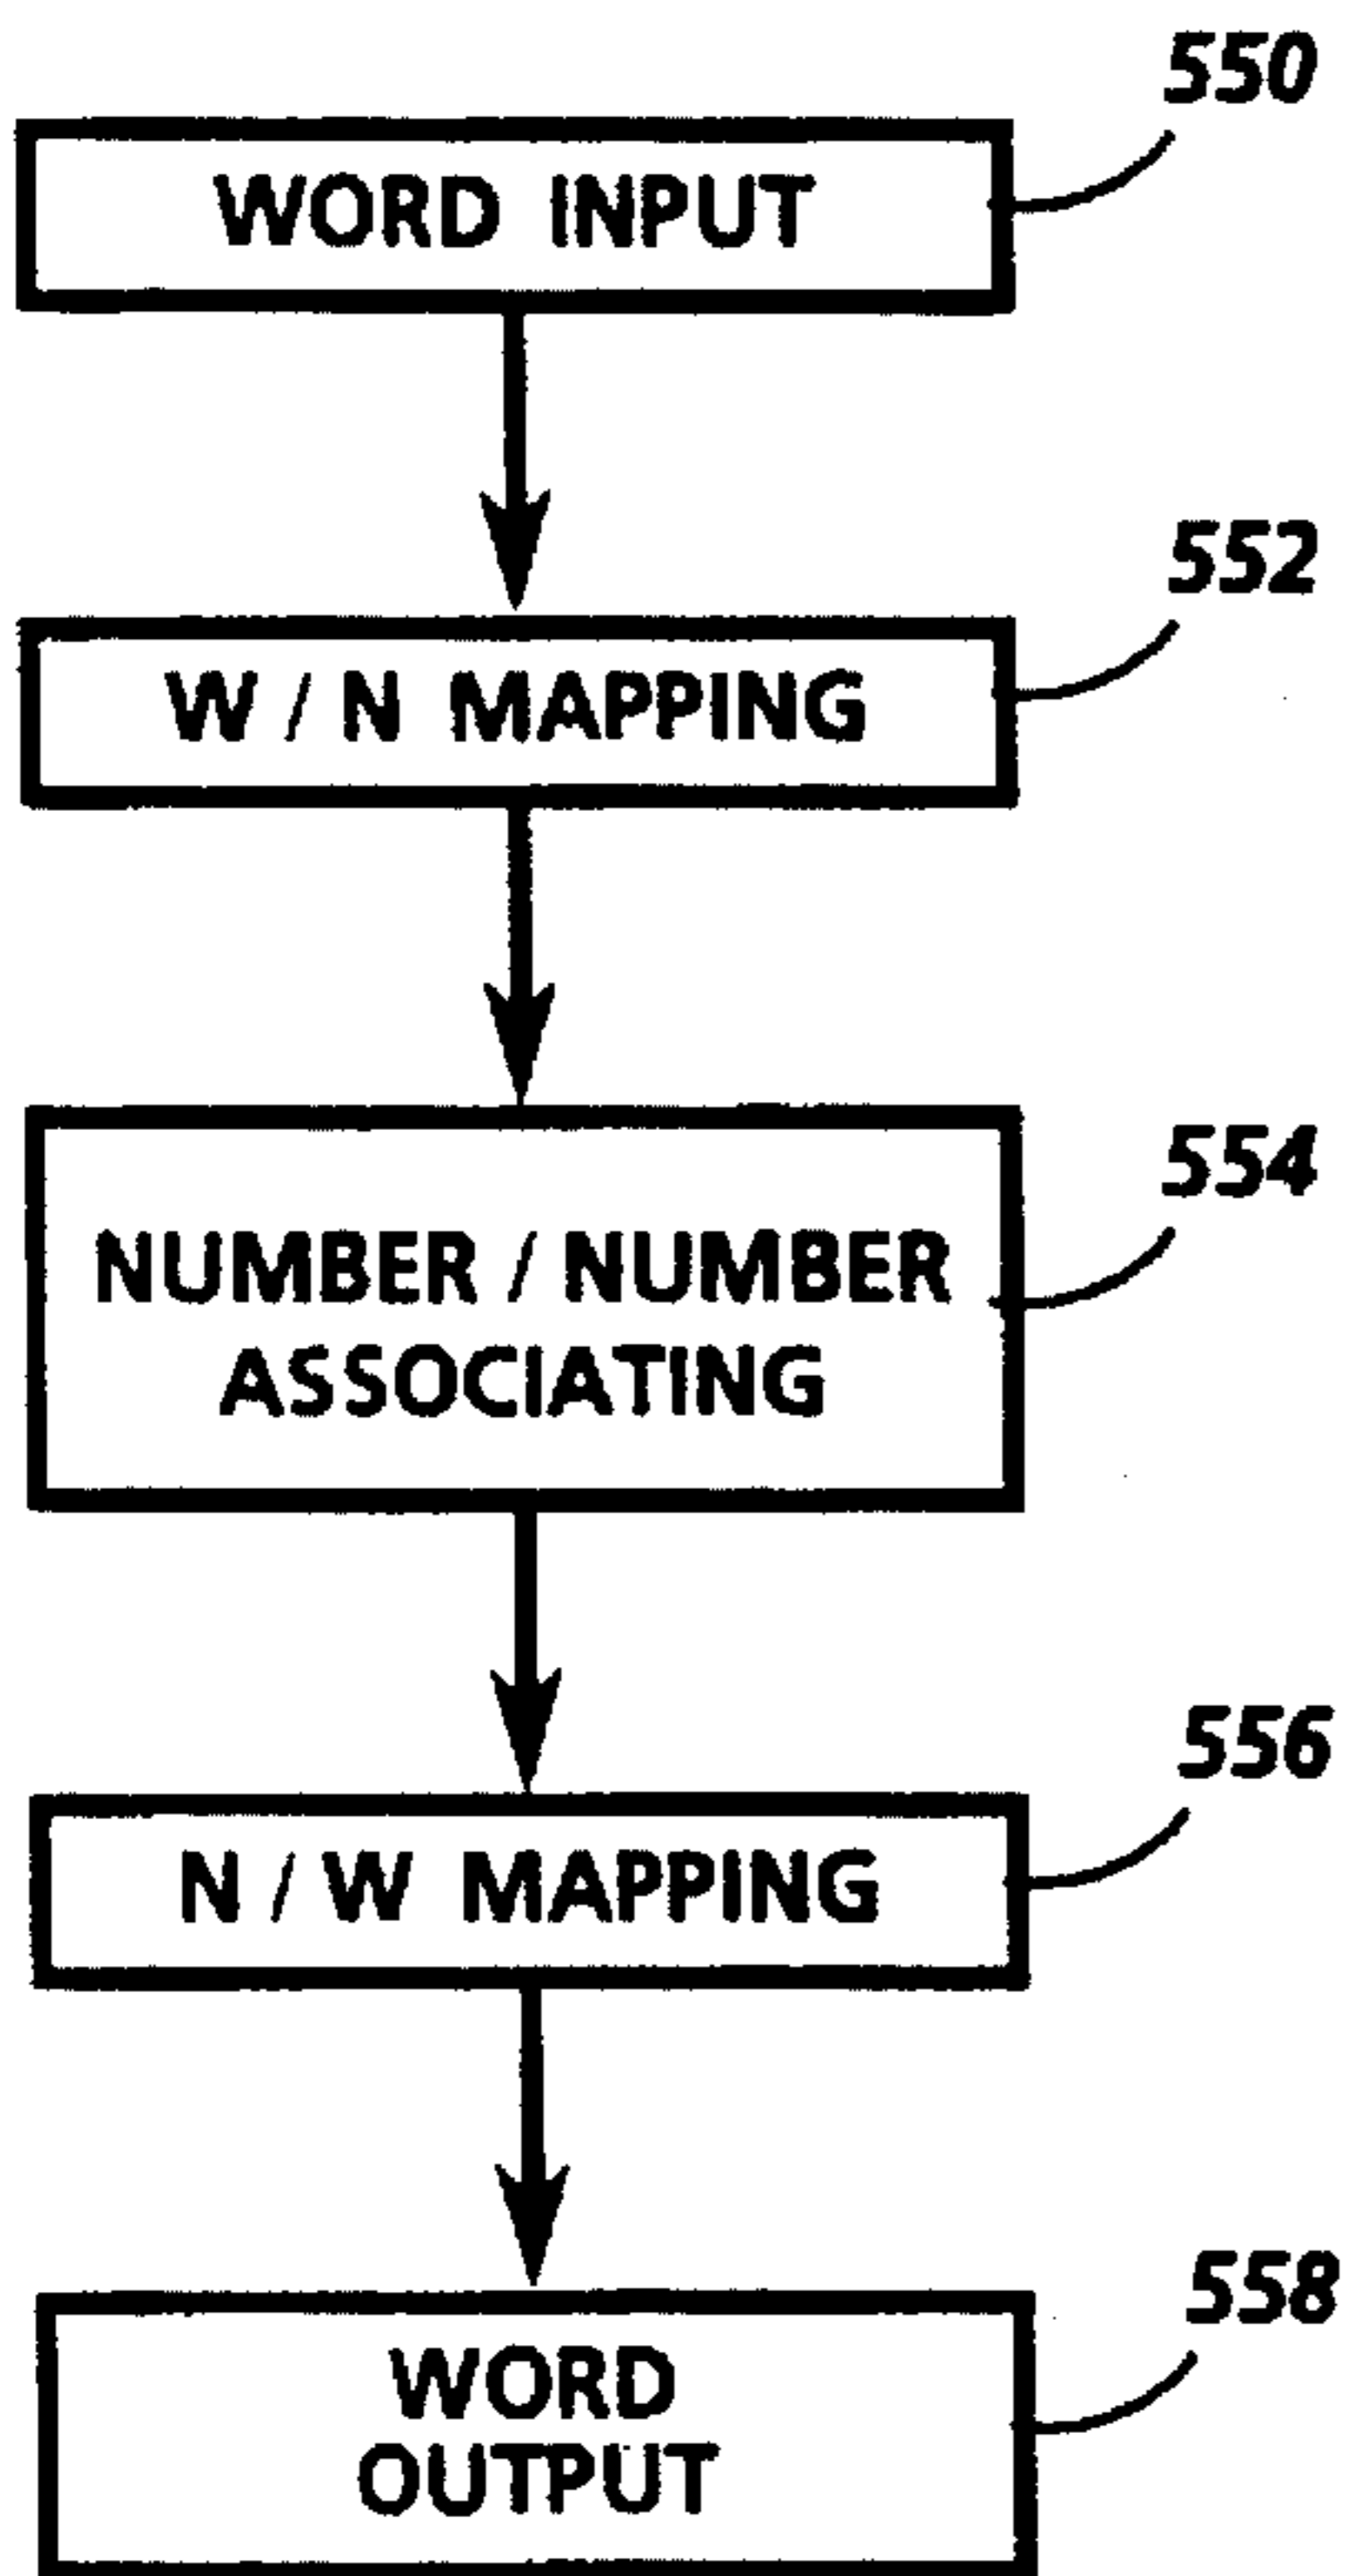 550
WORD INPUT
552
W / N MAPPING
554
NUMBER / NUMBER
ASSOCIATING
556
N / W MAPPING
558
WORD
OUTPUT